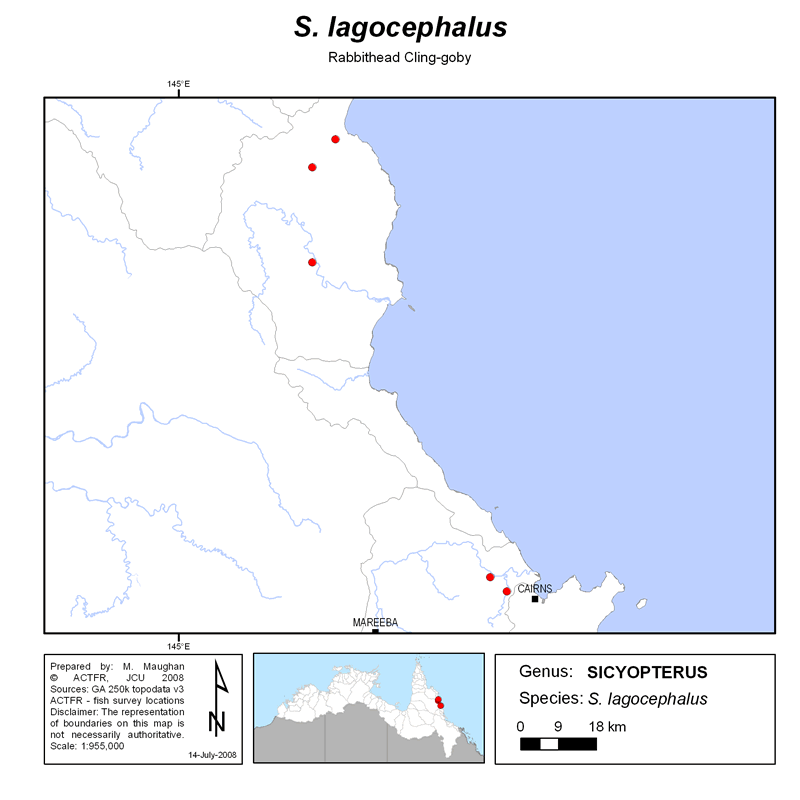 S. lagocephalus
Rabbithead Cling-goby
145°E
CAIRNS
MAREEBA
145°E
Prepared by: M. Maughan
© ACTFR, JCU 2008
Sources: GA 250k topodata v3
ACTFR - fish survey locations
Disclaimer: The representation
of boundaries on this map is
not necessarily authoritative.
Scale: 1:955,000
N
14-July-2008
Genus: SICYOPTERUS
Species: S. lagocephalus
0 9 18 km